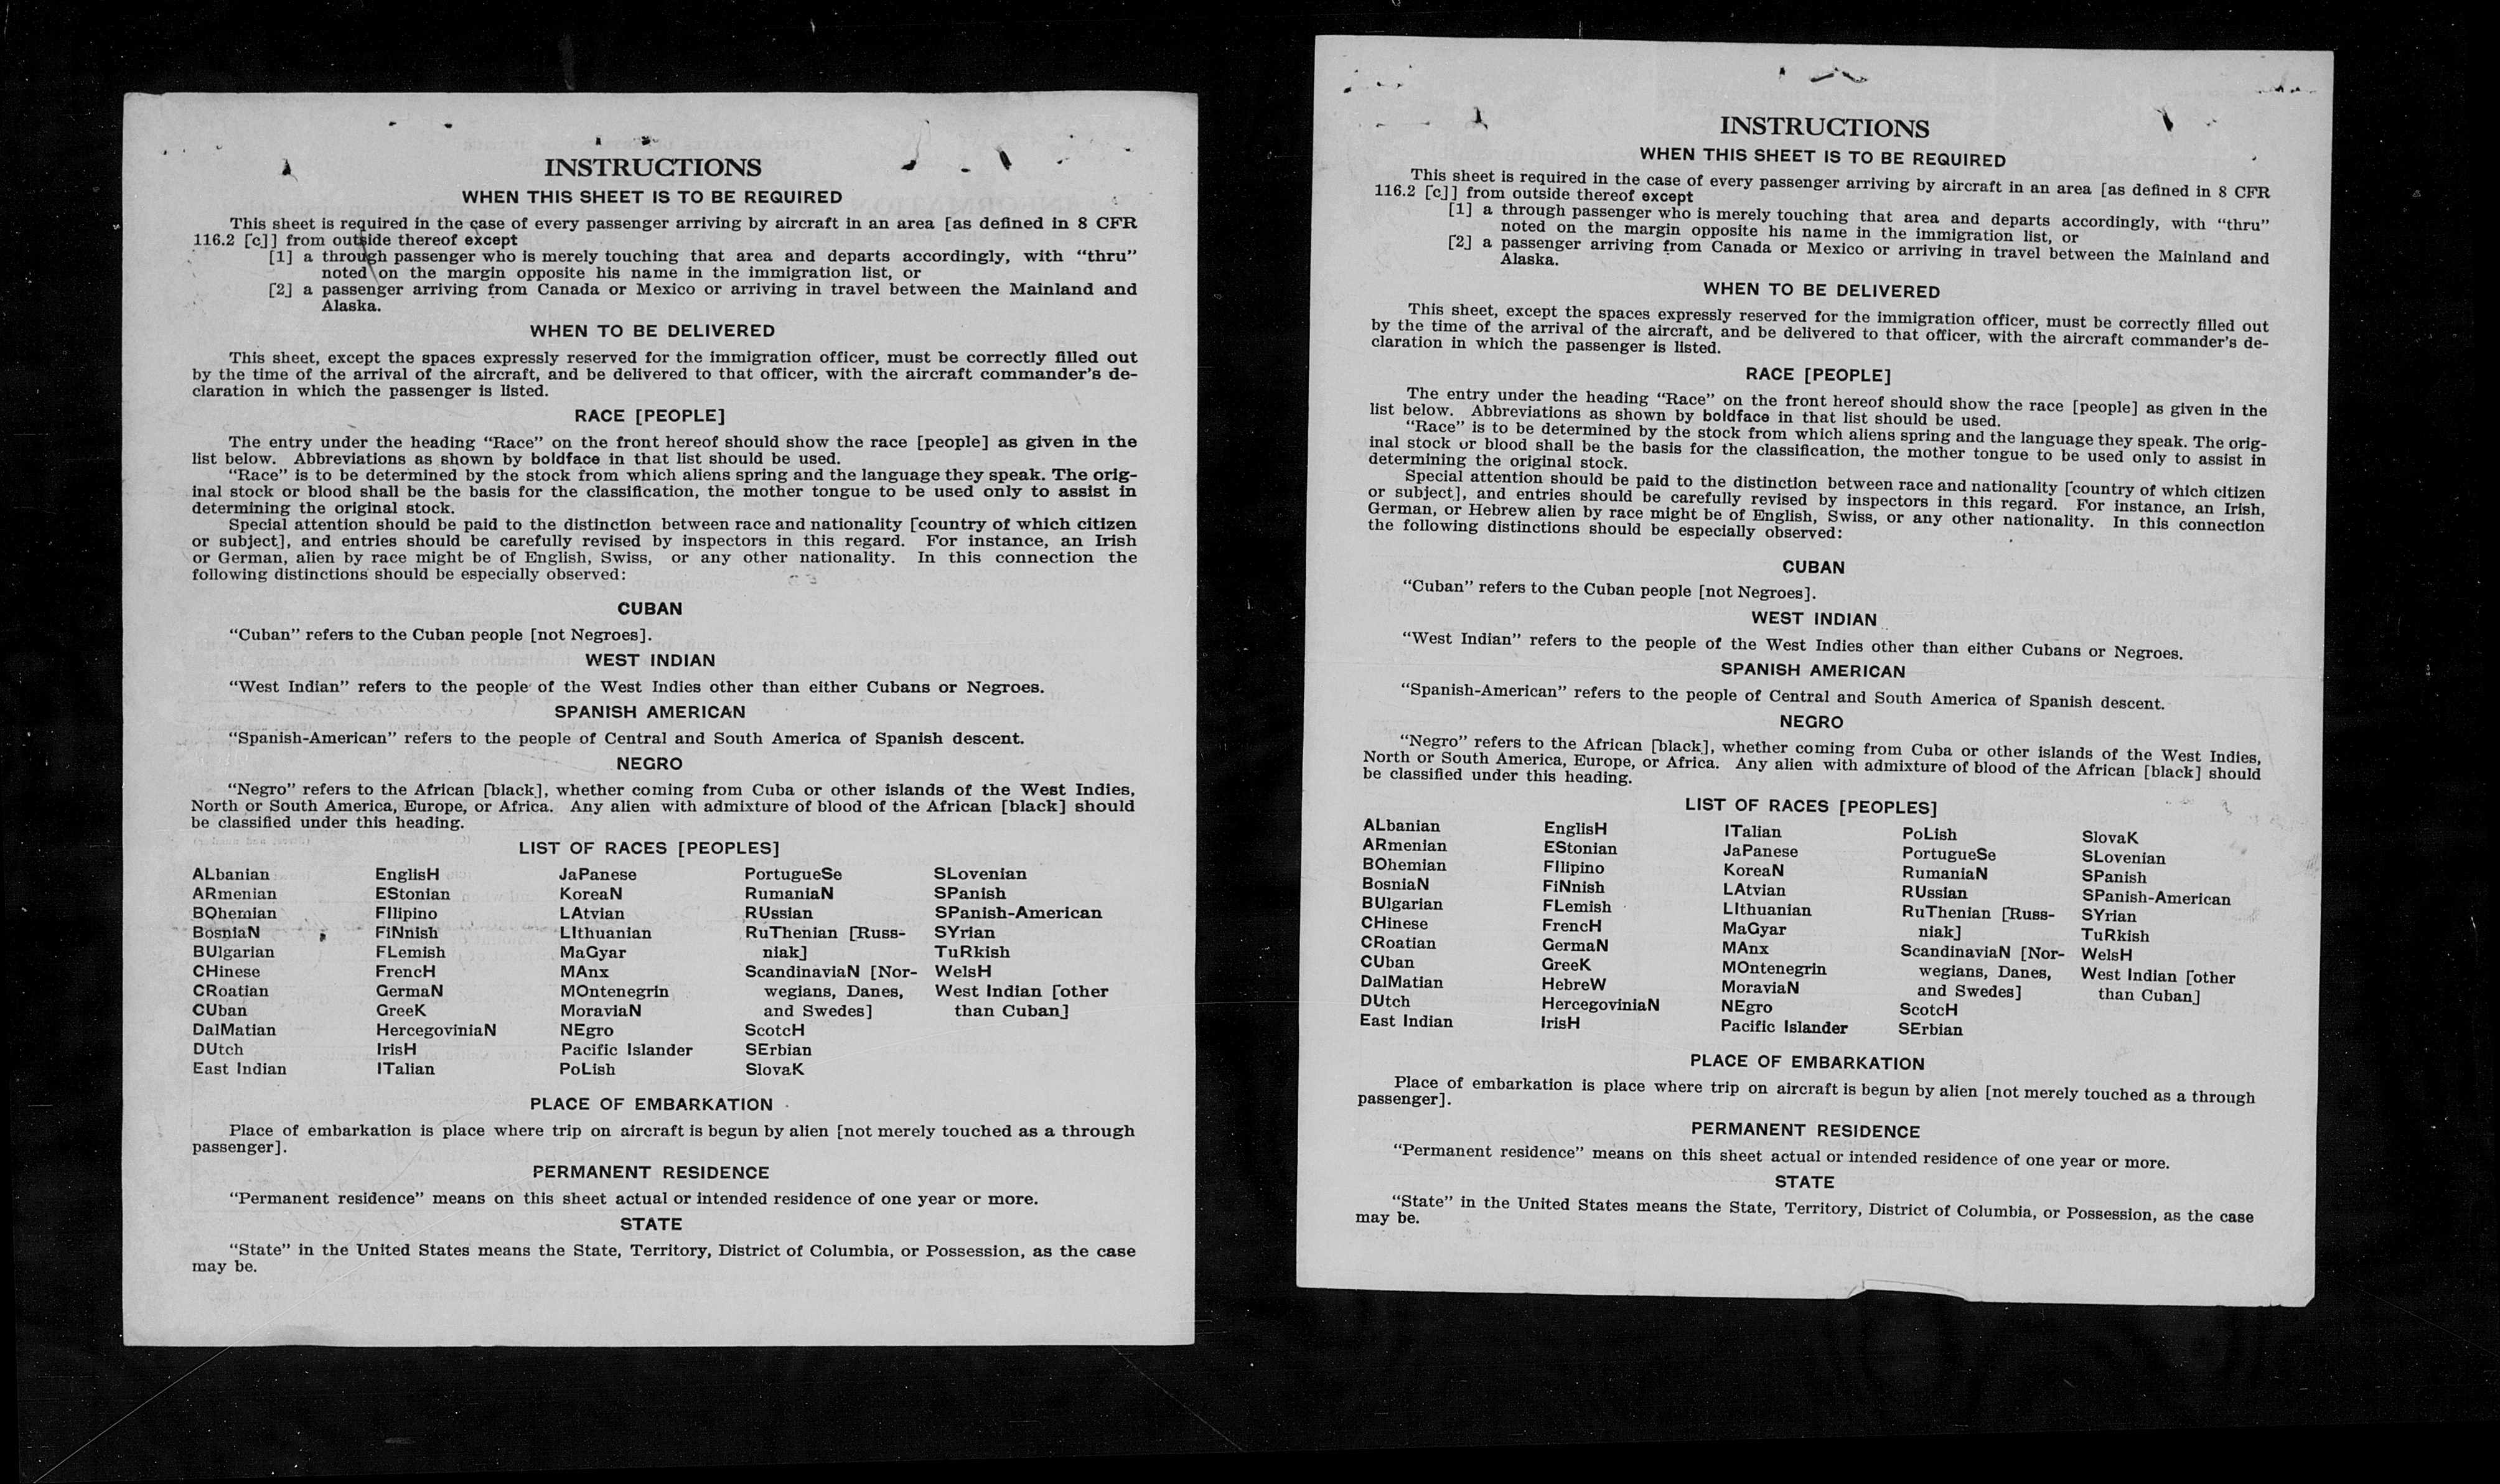 INSTRUCTIONS
WHEN THIS SHEET IS TO BE REQUIRED
This sheet is required in the case of every passenger arriving by aircraft in an area [as defined in 8 CFR
116.2 [c]] from outside thereof except
[1] a through passenger who is merely touching that area and departs accordingly, with “thru”
noted on the margin opposite his name in the immigration list, or
[2] a passenger arriving from Canada or Mexico or arriving in travel between the Mainland and
Alaska.
WHEN TO BE DELIVERED
This sheet, except the spaces expressly reserved for the immigration officer, must be correctly filled out
by the time of the arrival of the aircraft, and be delivered to that officer, with the aircraft commander’s de-
claration in which the passenger is listed.
RACE [PEOPLE]
The entry under the heading “Race” on the front hereof should show the race [people] as given in the
list below. Abbreviations as shown by boldface in that list should be used.
“Race” is to be determined by the stock from which aliens spring and the language they speak. The orig-
inal stock or blood shall be the basis for the classification, the mother tongue to be used only to assist in
determining the original stock.
Special attention should be paid to the distinction between race and nationality [country of which citizen
or subject], and entries should be carefully revised by inspectors in this regard. For instance, an Irish
or German, alien by race might be of English, Swiss, or any other nationality. In this connection the
following distinctions should be especially observed:
CUBAN
“Cuban” refers to the Cuban people [not Negroes].
WEST INDIAN
“West Indian” refers to the people of the West Indies other than either Cubans or Negroes.
SPANISH AMERICAN
“Spanish-American” refers to the people of Central and South America of Spanish descent.
NEGRO
“Negro” refers to the African [black], whether coming from Cuba or other islands of the West Indies,
North or South America, Europe, or Africa. Any alien with admixture of blood of the African [black] should
be classified under this heading.
LIST OF RACES [PEOPLES]
ALbanian EnglisH JaPanese PortugueSe SLovenian
ARmenian EStonian KoreaN RumaniaN SPanish
BOhemian FIlipino LAtvian RUssian SPanish-American
BosniaN FiNnish LIthuanian RuThenian [Russ- SYrian
BUlgarian FLemish MaGyar niak] TuRkish
CHinese FrencH MAnx ScandinaviaN [Nor- WelsH
CRoatian GermaN MOntenegrin wegians, Danes, West Indian [other
CUban GreeK MoraviaN and Swedes] than Cuban]
DalMatian HercegoviniaN NEgro ScotcH
DUtch IrisH Pacific Islander SErbian
East Indian ITalian PoLish SlovaK
PLACE OF EMBARKATION
Place of embarkation is place where trip on aircraft is begun by alien [not merely touched as a through
passenger].
PERMANENT RESIDENCE
“Permanent residence” means on this sheet actual or intended residence of one year or more.
STATE
“State” in the United States means the State, Territory, District of Columbia, or Possession, as the case
may be.
INSTRUCTIONS
WHEN THIS SHEET IS TO BE REQUIRED
This sheet is required in the case of every passenger arriving by aircraft in an area [as defined in 8 CFR
116.2 [c]] from outside thereof except
[1] a through passenger who is merely touching that area and departs accordingly, with “thru”
noted on the margin opposite his name in the immigration list, or
[2] a passenger arriving from Canada or Mexico or arriving in travel between the Mainland and
Alaska.
WHEN TO BE DELIVERED
This sheet, except the spaces expressly reserved for the immigration officer, must be correctly filled out
by the time of the arrival of the aircraft, and be delivered to that officer, with the aircraft commander’s de-
claration in which the passenger is listed.
RACE [PEOPLE]
The entry under the heading “Race” on the front hereof should show the race [people] as given in the
list below. Abbreviations as shown by boldface in that list should be used.
“Race” is to be determined by the stock from which aliens spring and the language they speak. The orig-
inal stock or blood shall be the basis for the classification, the mother tongue to be used only to assist in
determining the original stock.
Special attention should be paid to the distinction between race and nationality [country of which citizen
or subject], and entries should be carefully revised by inspectors in this regard. For instance, an Irish,
German, or Hebrew alien by race might be of English, Swiss, or any other nationality. In this connection
the following distinctions should be especially observed:
CUBAN
“Cuban” refers to the Cuban people [not Negroes].
WEST INDIAN
“West Indian” refers to the people of the West Indies other than either Cubans or Negroes.
SPANISH AMERICAN
“Spanish-American” refers to the people of Central and South America of Spanish descent.
NEGRO
“Negro” refers to the African [black], whether coming from Cuba or other islands of the West Indies,
North or South America, Europe, or Africa. Any alien with admixture of blood of the African [black] should
be classified under this heading.
LIST OF RACES [PEOPLES]
ALbanian EnglisH ITalian PoLish SlovaK
ARmenian EStonian JaPanese PortugueSe SLovenian
BOhemian FIlipino KoreaN RumaniaN SPanish
BosniaN FiNnish LAtvian RUssian SPanish-American
BUlgarian FLemish LIthuanian RuThenian [Russ- SYrian
CHinese FrencH MaGyar niak] TuRkish
CRoatian GermaN MAnx ScandinaviaN [Nor- WelsH
CUban GreeK MOntenegrin wegians, Danes, West Indian [other
DalMatian HebreW MoraviaN and Swedes] than Cuban]
DUtch HercegoviniaN NEgro ScotcH
East Indian IrisH Pacific Islander SErbian
PLACE OF EMBARKATION
Place of embarkation is place where trip on aircraft is begun by alien [not merely touched as a through
passenger].
PERMANENT RESIDENCE
“Permanent residence” means on this sheet actual or intended residence of one year or more.
STATE
“State” in the United States means the State, Territory, District of Columbia, or Possession, as the case
may be.